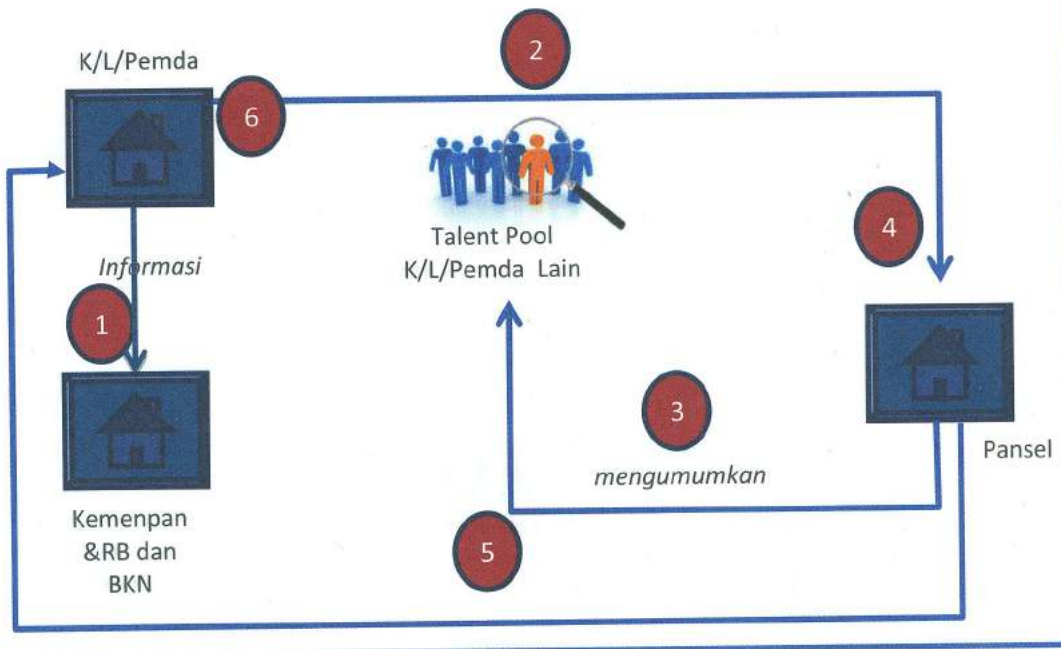 K/L/Pemda
2
6
Talent Pool
K/L/Pemda Lain
4
Informasi
1
3
mengumumkan
Pansel
Kemenpan
&RB dan
BKN
5